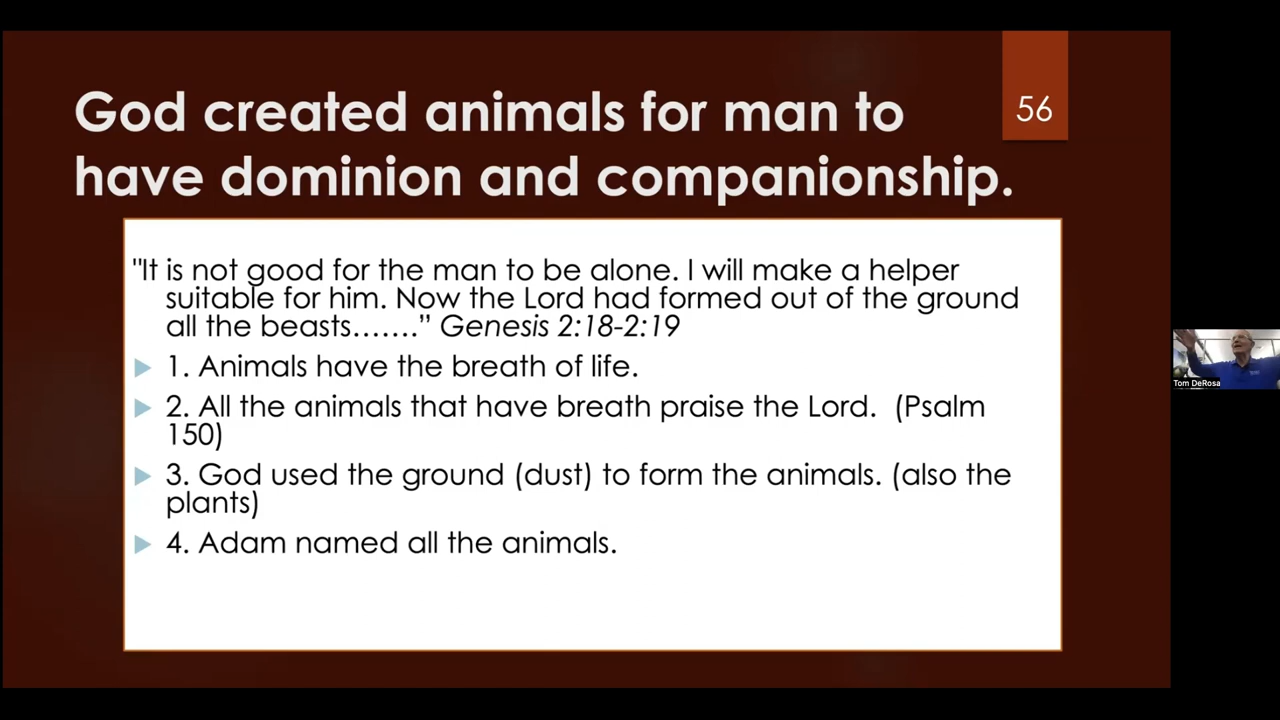 God created animals for man to
56
have dominion and companionship.
"It is not good for the man to be alone. I will make a helper
suitable for him. Now the Lord had formed out of the ground
all the beasts…….” Genesis 2:18-2:19
1. Animals have the breath of life.
2. All the animals that have breath praise the Lord.  (Psalm
150)
3. God used the ground (dust) to form the animals. (also the
plants)
4. Adam named all the animals.
Tom DeRosa